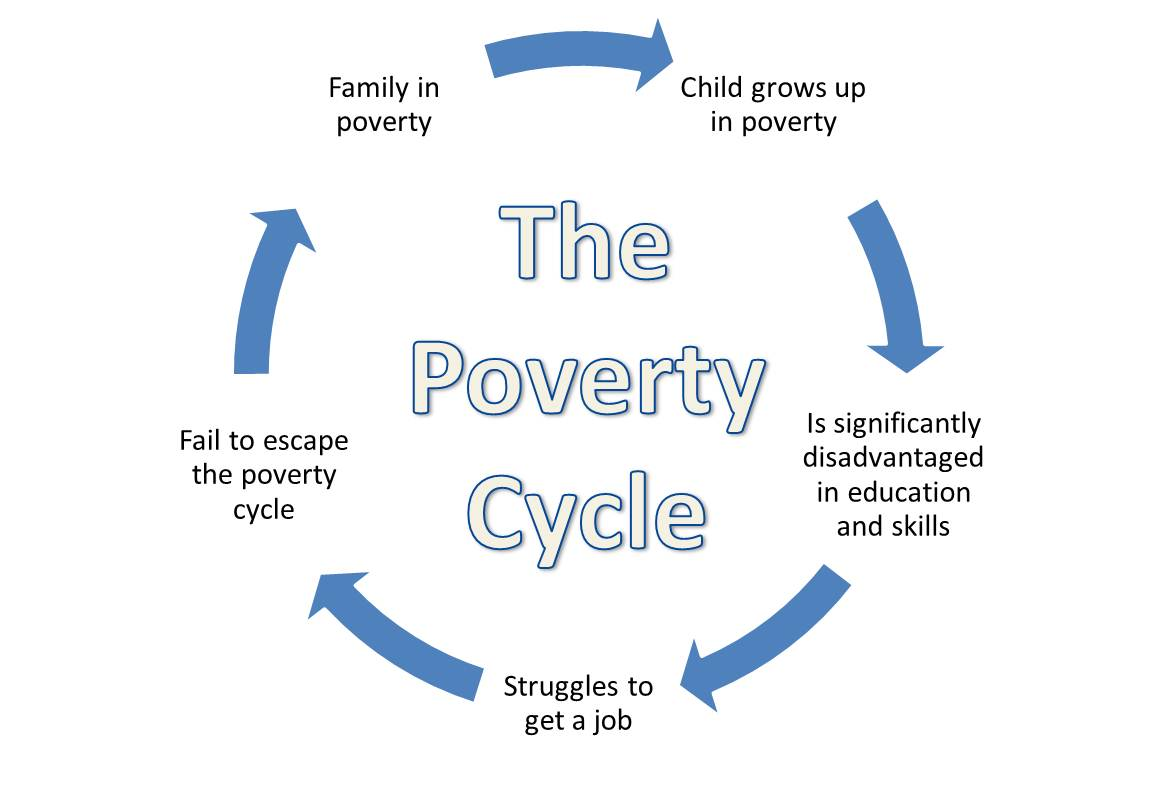 Family in
poverty
Child grows up
in poverty
The
Poverty
Cycle
Is significantly
disadvantaged
in education
and skills
Fail to escape
the poverty
cycle
Struggles to
get a job